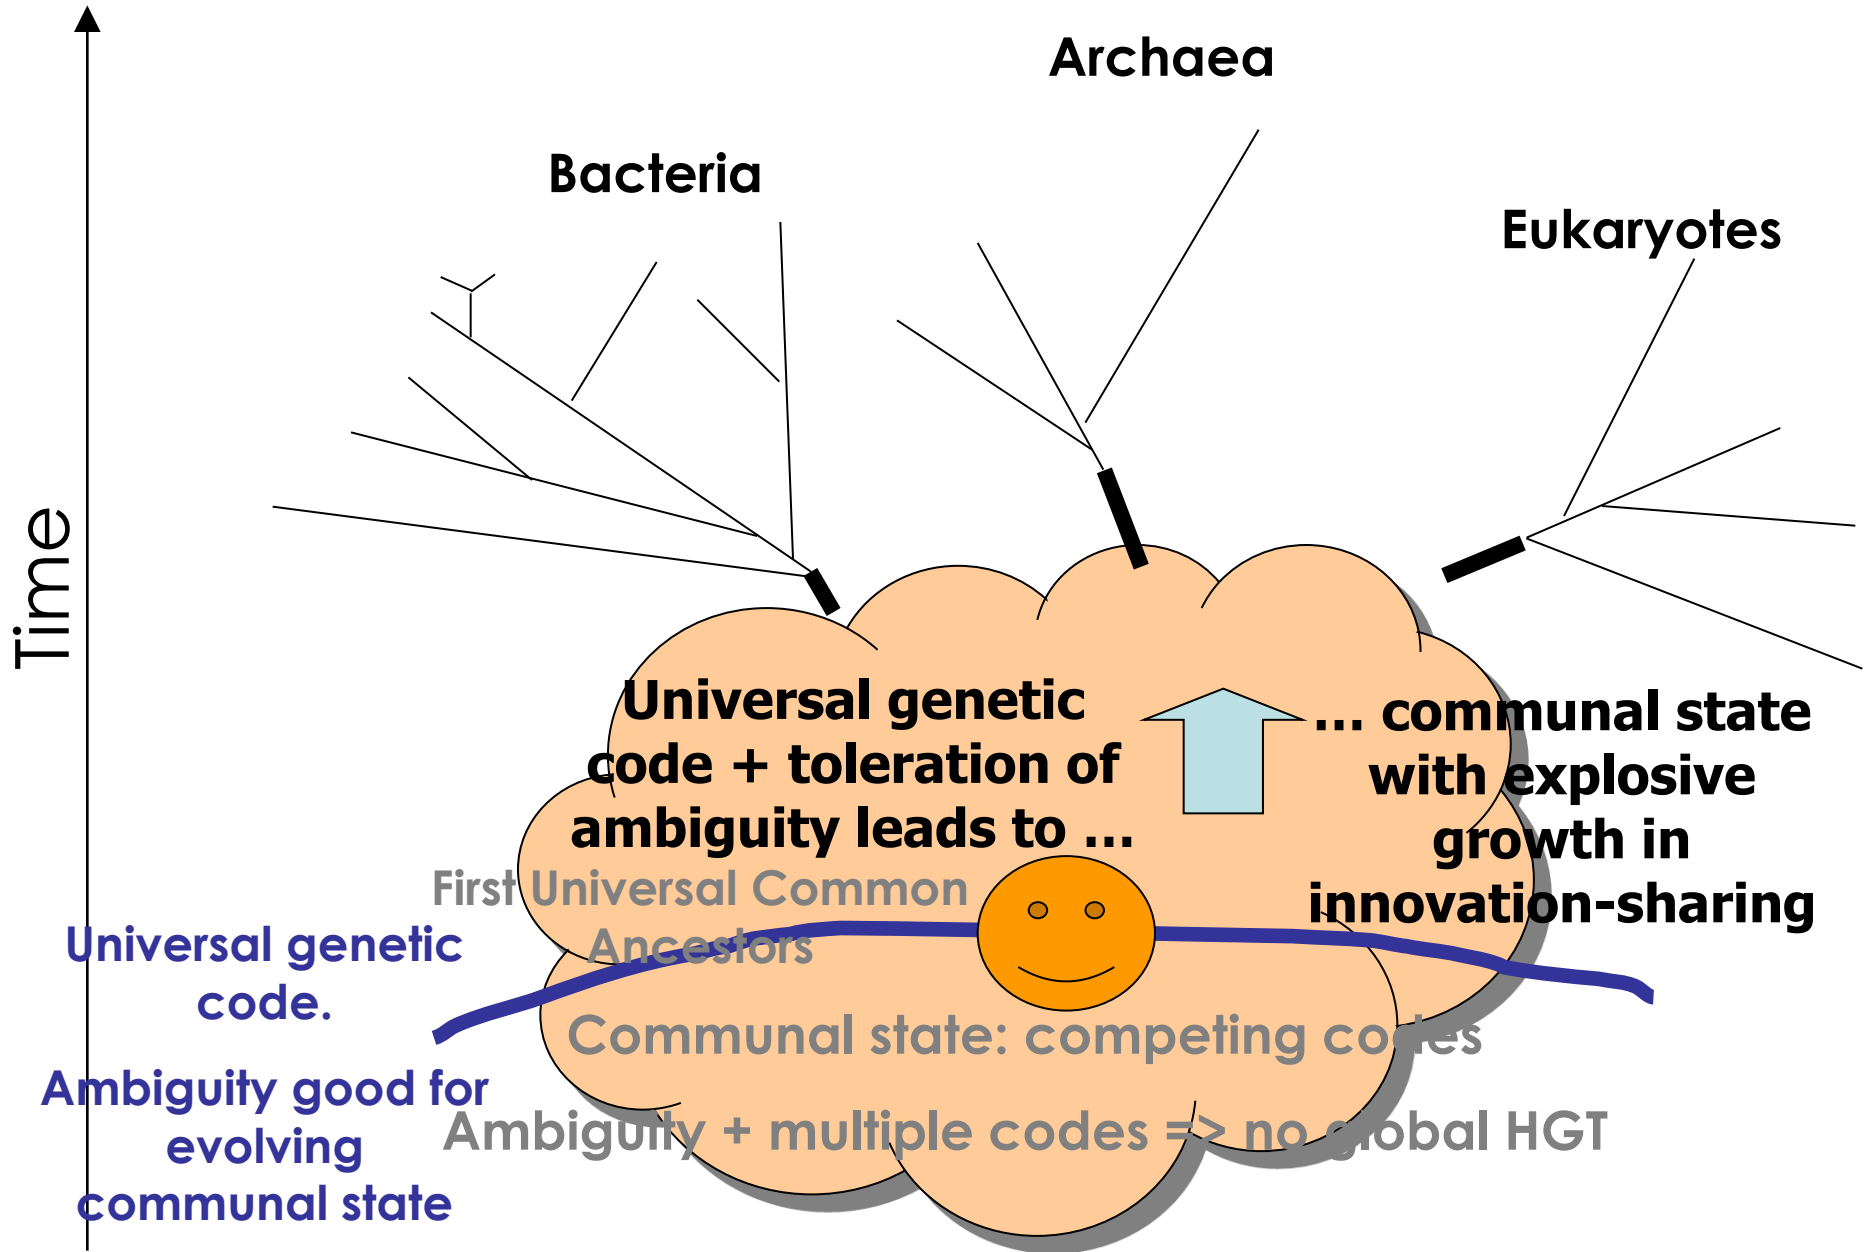 Archaea
Bacteria
Eukaryotes
Time
Universal genetic
code + toleration of
ambiguity leads to ...
... communal state
with explosive
growth in
innovation-sharing
First Universal Common
Ancestors
Universal genetic
code.
Communal state: competing codes
Ambiguity good for
evolving
communal state
Ambiguity + multiple codes => no global HGT